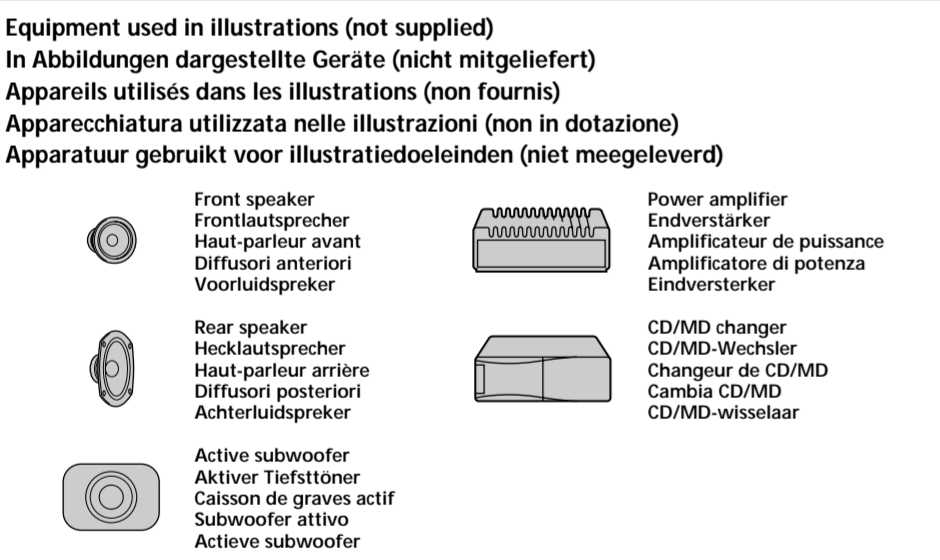 Equipment used in illustrations (not supplied)
In Abbildungen dargestellte Geräte (nicht mitgeliefert)
Appareils utilisés dans les illustrations (non fournis)
Apparecchiatura utilizzata nelle illustrazioni (non in dotazione)
Apparatuur gebruikt voor illustratiedoeleinden (niet meegeleverd)
Front speaker
Frontlautsprecher
Haut-parleur avant
Diffusori anteriori
Voorluidspreker
Power amplifier
Endverstärker
Amplificateur de puissance
Amplificatore di potenza
Eindversterker
Rear speaker
Hecklautsprecher
Haut-parleur arrière
Diffusori posteriori
Achterluidspreker
CD/MD changer
CD/MD-Wechsler
Changeur de CD/MD
Cambia CD/MD
CD/MD-wisselaar
Active subwoofer
Aktiver Tiefsttöner
Caisson de graves actif
Subwoofer attivo
Actieve subwoofer